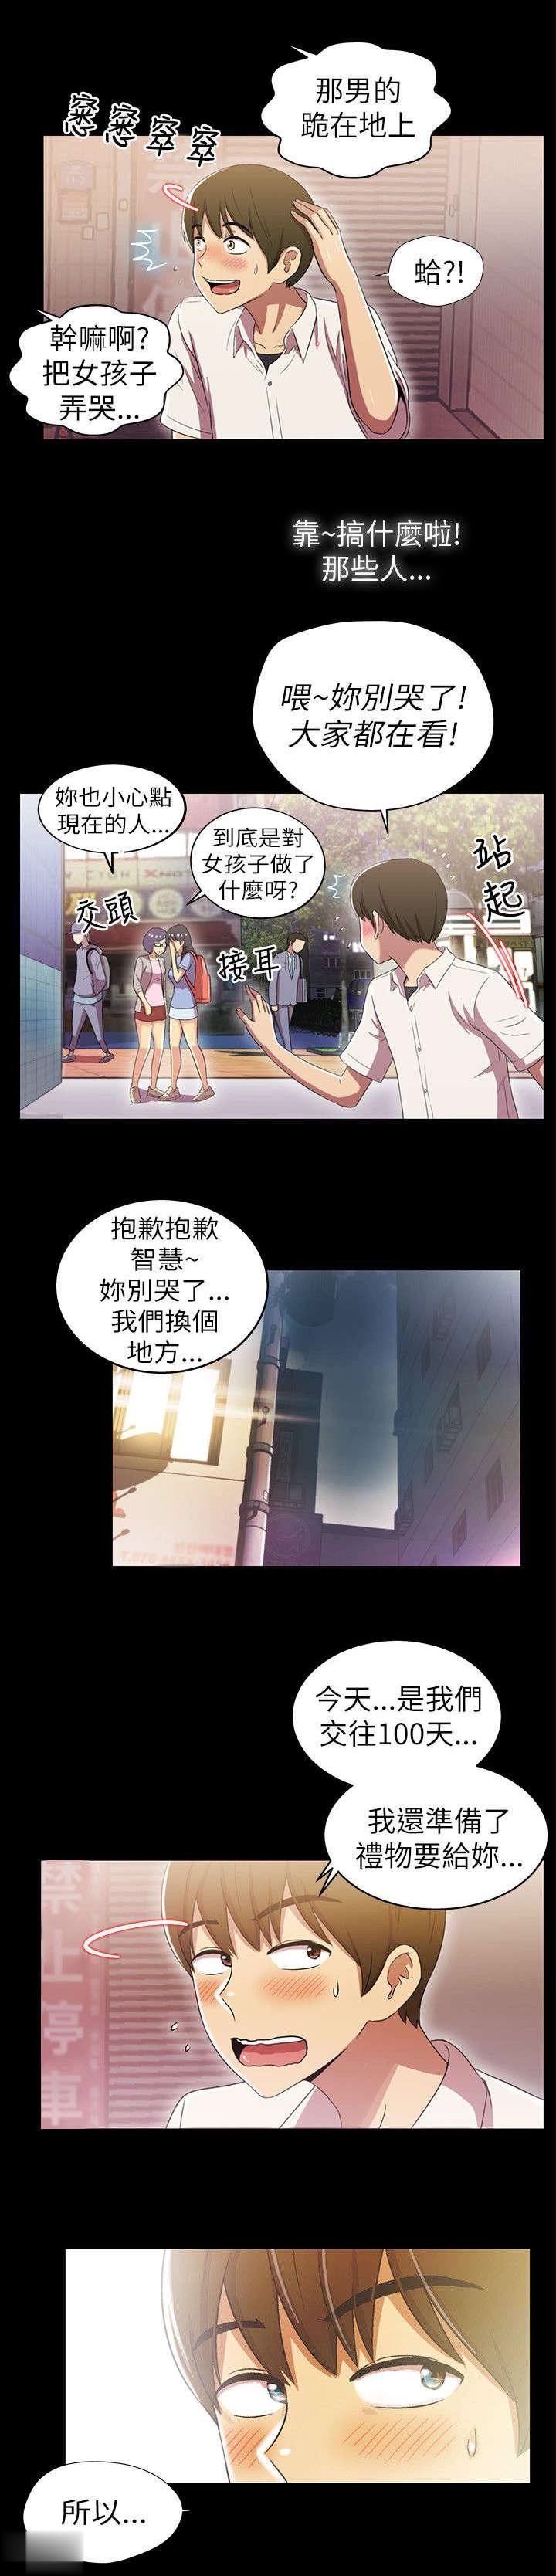 那男的
跪在地上
窸窸窣窣
蛤?!
幹嘛啊?
把女孩子
弄哭...
靠~搞什麼啦!
那些人...
喂~妳別哭了!
大家都在看!
妳也小心點
現在的人...
到底是對
女孩子做了
什麼呀?
站起
交頭
接耳
抱歉抱歉
智慧~
妳別哭了...
我們換個
地方...
今天...是我們
交往100天...
我還準備了
禮物要給妳...
禁止停車
所以...